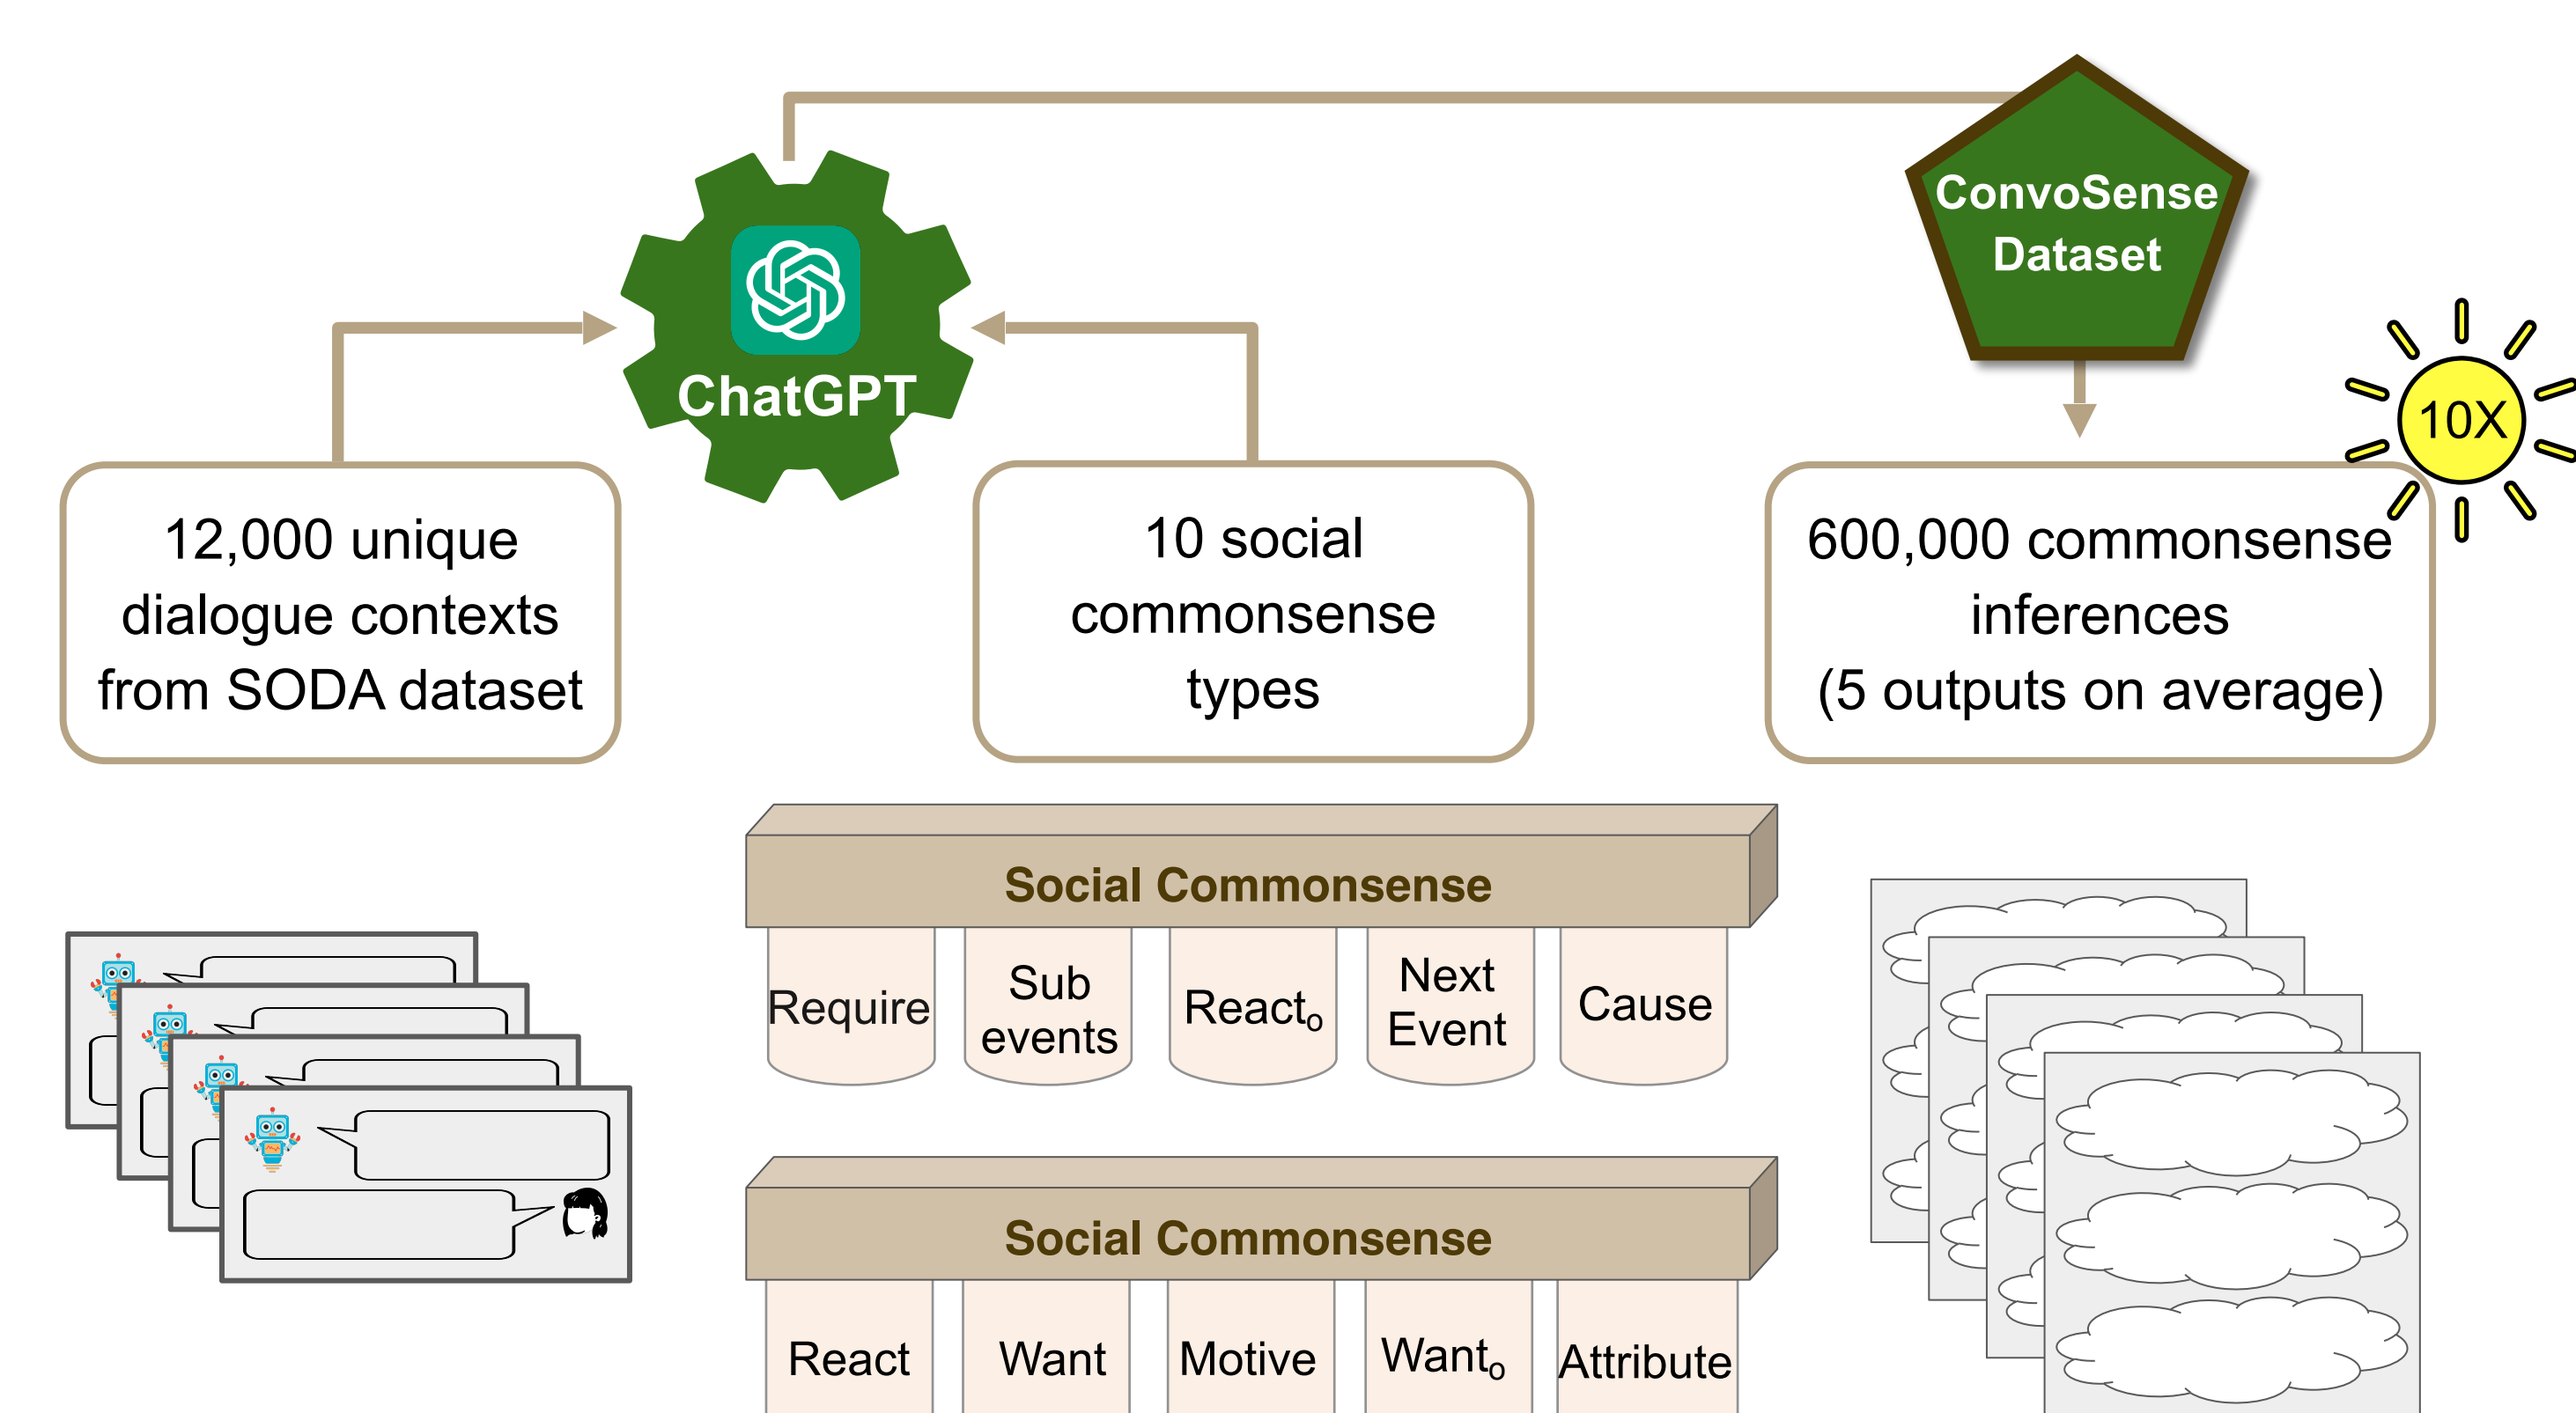 ConvoSense
Dataset
ChatGPT
10X
12,000 unique
dialogue contexts
from SODA dataset
10 social
commonsense
types
600,000 commonsense
inferences
(5 outputs on average)
Social Commonsense
Require
Sub
events
Reactₒ
Next
Event
Cause
Social Commonsense
React
Want
Motive
Wantₒ
Attribute